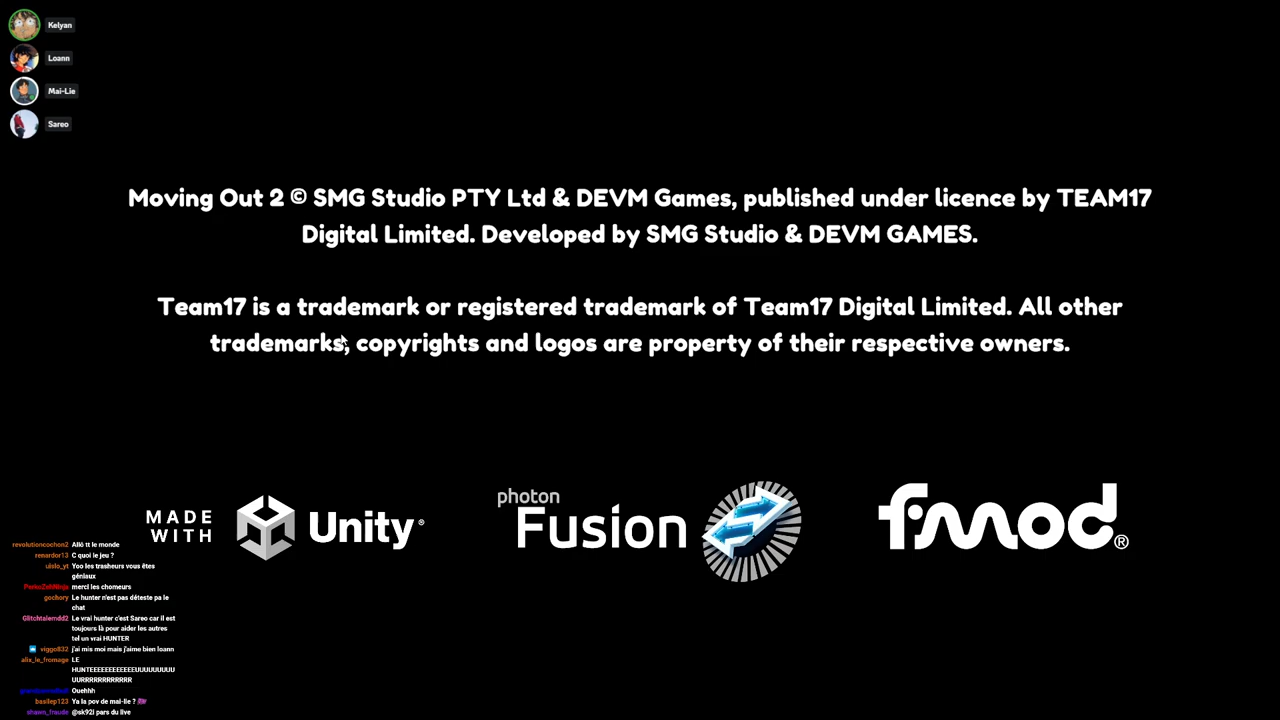 Kelyan
Loann
Mai-Lie
Sareo
Moving Out 2 © SMG Studio PTY Ltd & DEVM Games, published under licence by TEAM17
Digital Limited. Developed by SMG Studio & DEVM GAMES.
Team17 is a trademark or registered trademark of Team17 Digital Limited. All other
trademarks, copyrights and logos are property of their respective owners.
MADE
WITH
Unity®
photon
Fusion
fmod®
revolutioncochon2 Allô tt le monde
renardor13 C quoi le jeu ?
uislo_yt Yoo les trasheurs vous êtes
géniaux
merci les chomeurs
gochory Le hunter n'est pas déteste pa le
chat
Glitchtalemdd2 Le vrai hunter c'est Sareo car il est
toujours là pour aider les autres
tel un vrai HUNTER
viggo832 j'ai mis moi mais j'aime bien loann
alix_le_fromage LE
HUNTEEEEEEEEEEEUUUUUUUUU
UURRRRRRRRRRRR
Ouehhh
basilep123 Ya la pov de mai-lie ?
shawn_fraude @sk92i pars du live